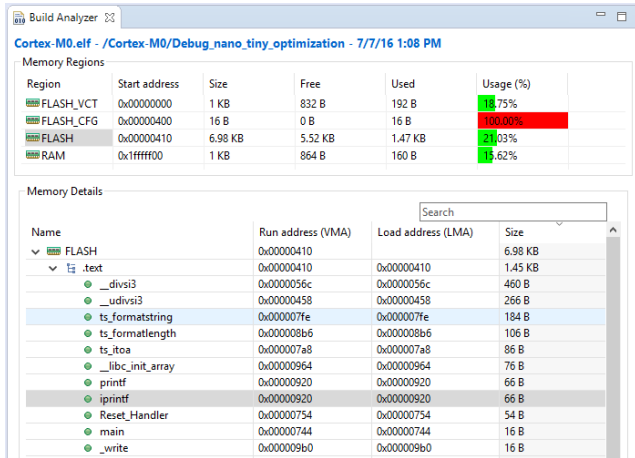 Build Analyzer
Cortex-M0.elf - /Cortex-M0/Debug_nano_tiny_optimization - 7/7/16 1:08 PM
Memory Regions
Region Start address Size Free Used Usage (%)
FLASH_VCT 0x00000000 1 KB 832 B 192 B 18.75%
FLASH_CFG 0x00000400 16 B 0 B 16 B 100.00%
FLASH 0x00000410 6.98 KB 5.52 KB 1.47 KB 21.03%
RAM 0x1fffff00 1 KB 864 B 160 B 15.62%
Memory Details
Search
Name Run address (VMA) Load address (LMA) Size
FLASH 0x00000410 6.98 KB
.text 0x00000410 0x00000410 1.45 KB
__divsi3 0x0000056c 0x0000056c 460 B
__udivsi3 0x00000458 0x00000458 266 B
ts_formatstring 0x000007fe 0x000007fe 184 B
ts_formatlength 0x000008b6 0x000008b6 106 B
ts_itoa 0x000007a8 0x000007a8 86 B
__libc_init_array 0x00000964 0x00000964 76 B
printf 0x00000920 0x00000920 66 B
iprintf 0x00000920 0x00000920 66 B
Reset_Handler 0x00000754 0x00000754 54 B
main 0x00000744 0x00000744 16 B
_write 0x000009b0 0x000009b0 16 B